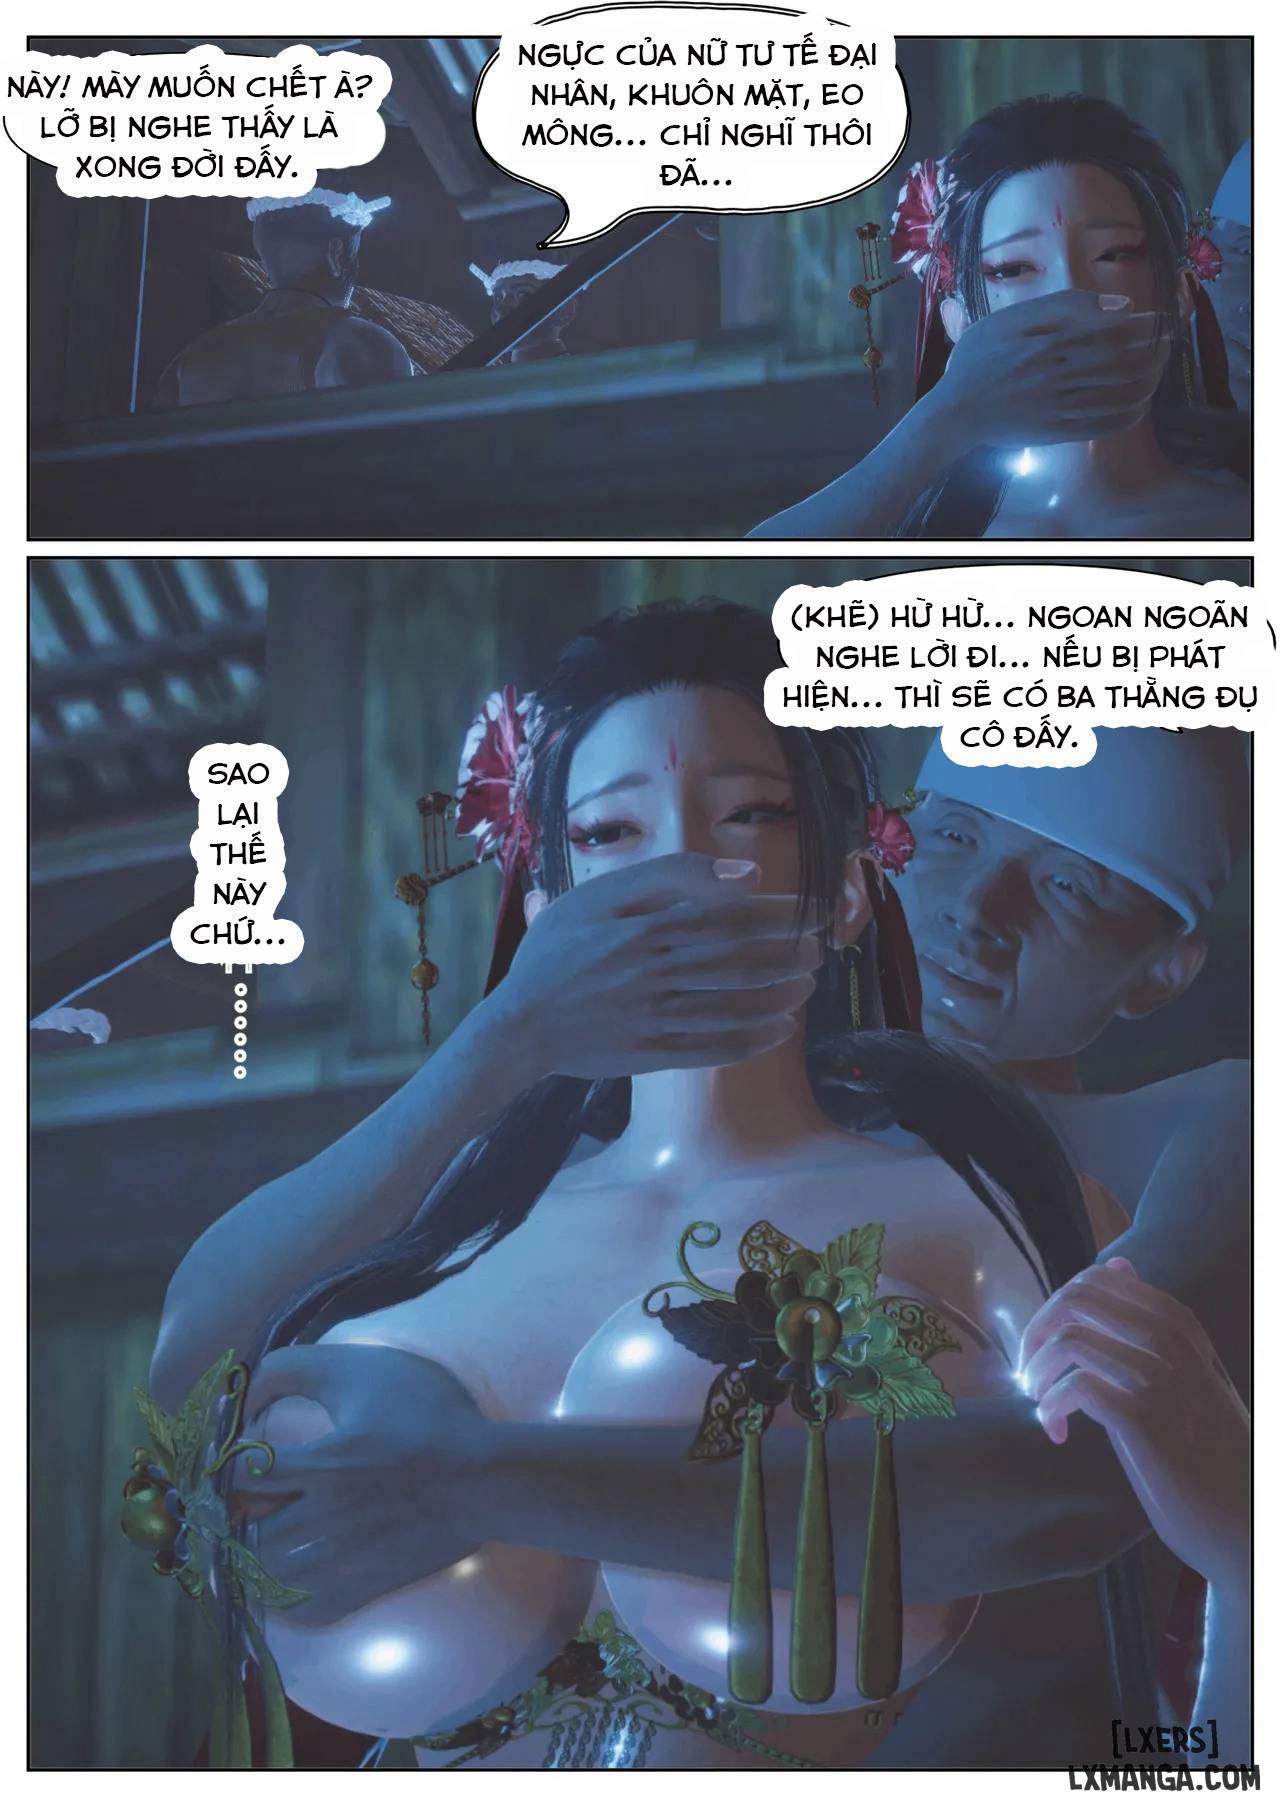 NÀY! MÀY MUỐN CHẾT À?
LỠ BỊ NGHE THẤY LÀ
XONG ĐỜI ĐẤY.
NGỰC CỦA NỮ TƯ TẾ ĐẠI
NHÂN, KHUÔN MẶT, EO
MÔNG... CHỈ NGHĨ THÔI
ĐÃ...
(KHẼ) HỪ HỪ... NGOAN NGOÃN
NGHE LỜI ĐI... NẾU BỊ PHÁT
HIỆN... THÌ SẼ CÓ BA THẰNG ĐỤ
CÔ ĐẤY.
SAO
LẠI
THẾ
NÀY
CHỨ...
[LXERS]
LXMANGA.COM